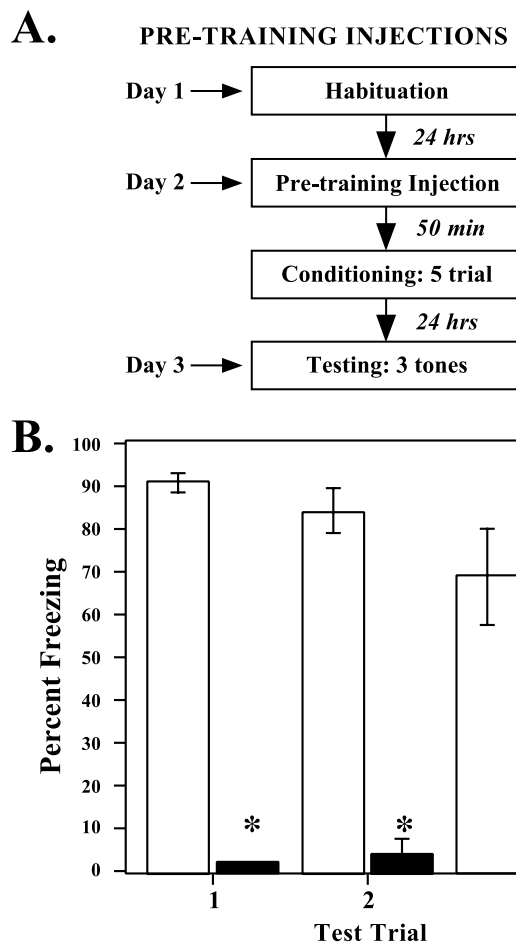 A. PRE-TRAINING INJECTIONS
Day 1 Habituation
24 hrs
Day 2 Pre-training Injection
50 min
Conditioning: 5 trial
24 hrs
Day 3 Testing: 3 tones
B.
100
90
80
70
60
50
40
30
20
10
0
Percent Freezing
* *
1 2
Test Trial